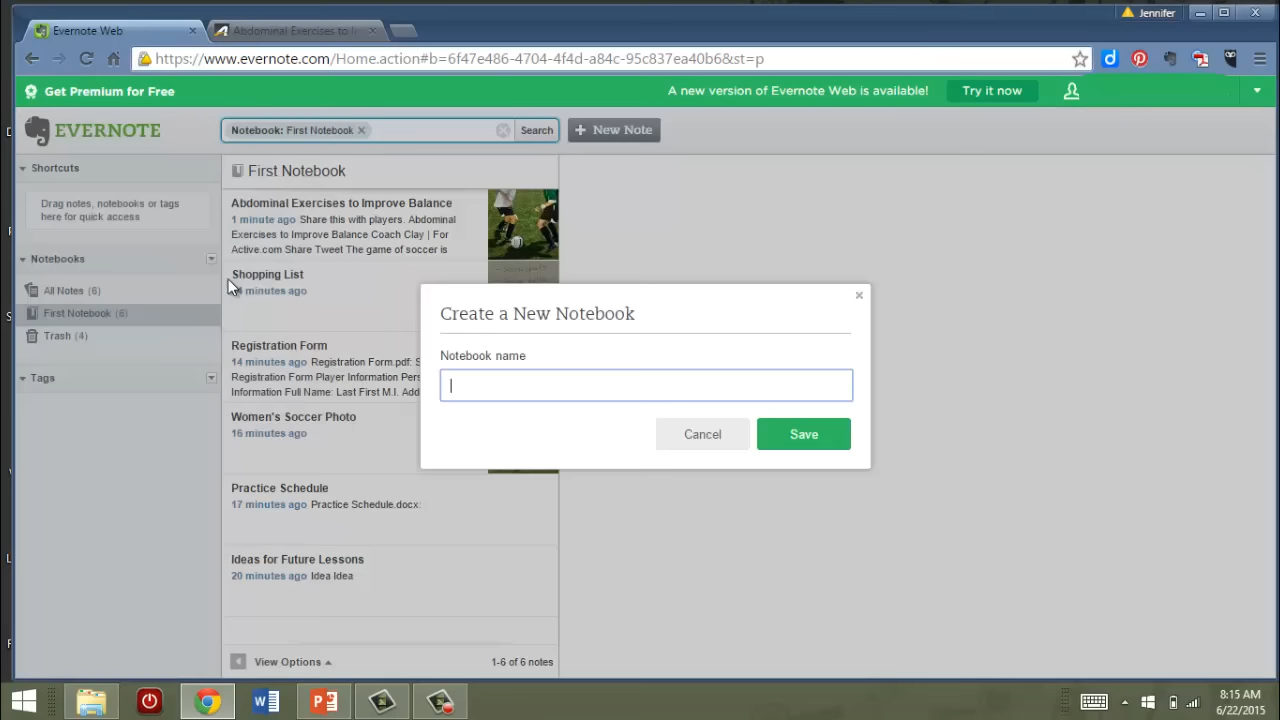 Jennifer
Evernote Web
Abdominal Exercises to I
https://www.evernote.com/Home.action#b=6f47e486-4704-4f4d-a84c-95c837ea40b6&st=p
Get Premium for Free
A new version of Evernote Web is available!
Try it now
EVERNOTE
Notebook: First Notebook
Search
+ New Note
Shortcuts
Drag notes, notebooks or tags
here for quick access
Notebooks
All Notes (6)
First Notebook (6)
Trash (4)
Tags
First Notebook
Abdominal Exercises to Improve Balance
1 minute ago Share this with players. Abdominal
Exercises to Improve Balance Coach Clay | For
Active.com Share Tweet The game of soccer is
Shopping List
minutes ago
Registration Form
14 minutes ago Registration Form.pdf:
Registration Form Player Information
Information Full Name: Last First M.I.
Women's Soccer Photo
16 minutes ago
Practice Schedule
17 minutes ago Practice Schedule.docx:
Ideas for Future Lessons
20 minutes ago Idea Idea
View Options
1-6 of 6 notes
Create a New Notebook
Notebook name
Cancel
Save
8:15 AM
6/22/2015